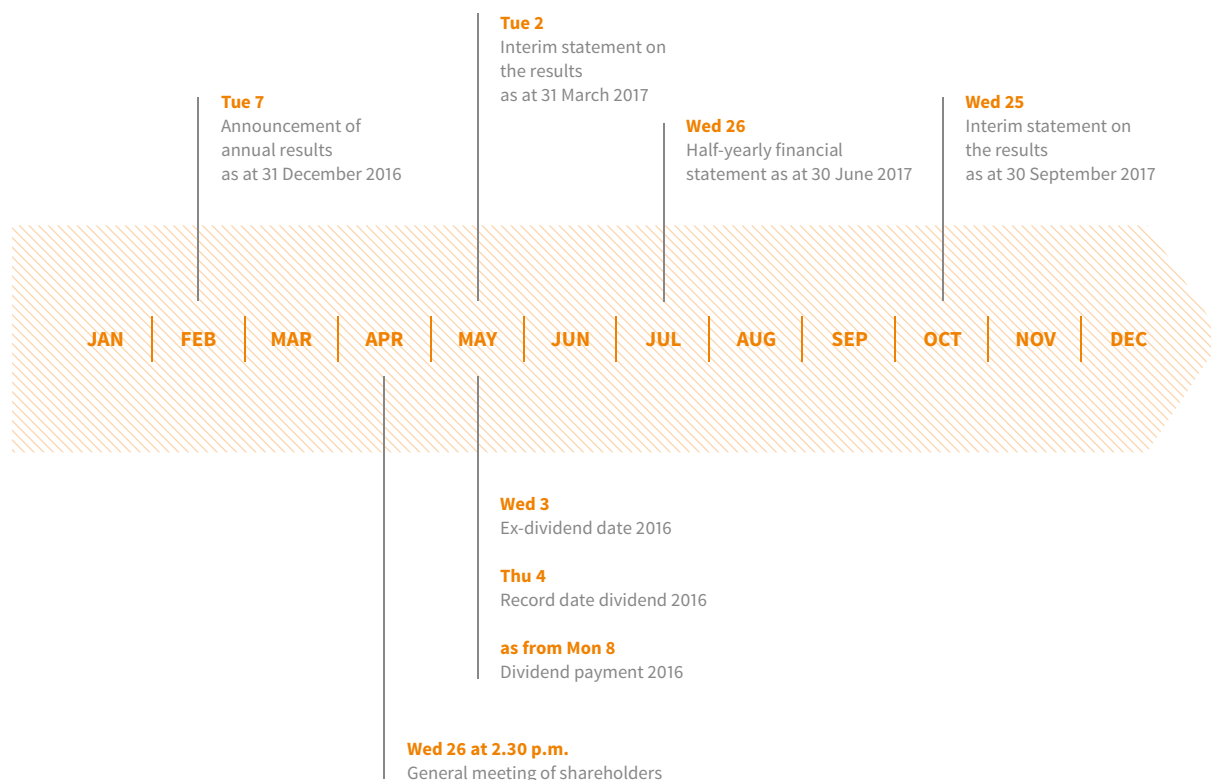 Tue 2
Interim statement on
the results
as at 31 March 2017
Tue 7
Announcement of
annual results
as at 31 December 2016
Wed 26
Half-yearly financial
statement as at 30 June 2017
Wed 25
Interim statement on
the results
as at 30 September 2017
JAN FEB MAR APR MAY JUN JUL AUG SEP OCT NOV DEC
Wed 3
Ex-dividend date 2016
Thu 4
Record date dividend 2016
as from Mon 8
Dividend payment 2016
Wed 26 at 2.30 p.m.
General meeting of shareholders